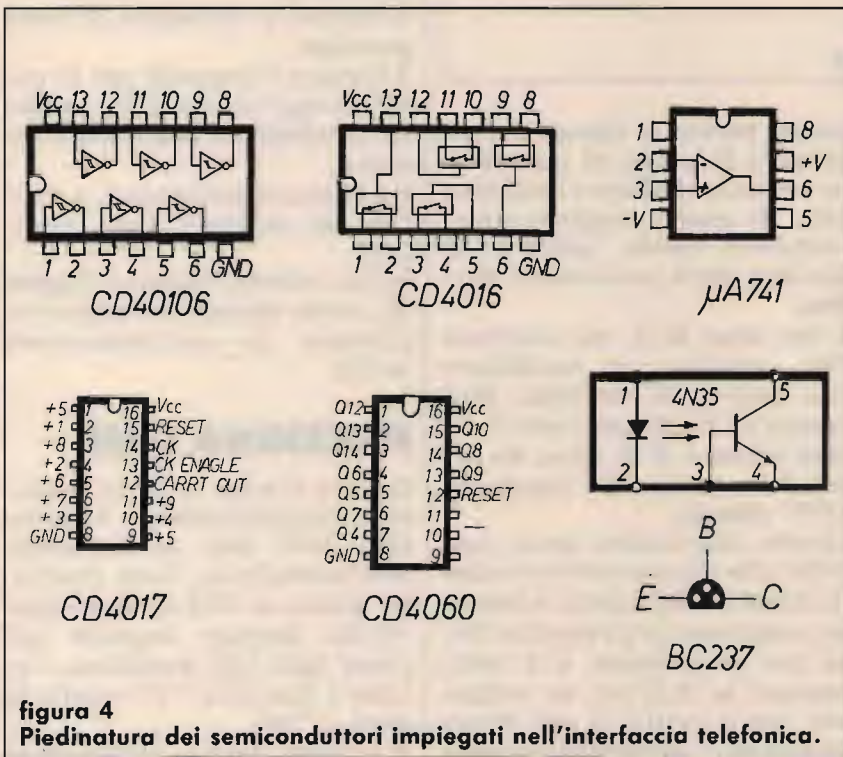 Vcc 13 12 11 10 9 8
1 2 3 4 5 6 GND
CD40106
Vcc 13 12 11 10 9 8
1 2 3 4 5 6 GND
CD4016
1 8
2 +V
3 6
-V 5
µA741
+5 1 16 Vcc
+1 2 15 RESET
+8 3 14 CK
+2 4 13 CK ENAGLE
+6 5 12 CARRT OUT
+7 6 11 +9
+3 7 10 +4
GND 8 9 +5
CD4017
Q12 1 16 Vcc
Q13 2 15 Q10
Q14 3 14 Q8
Q6 4 13 Q9
Q5 5 12 RESET
Q7 6 11
Q4 7 10
GND 8 9
CD4060
1 4N35 5
2 3 4
B
E C
BC237
figura 4
Piedinatura dei semiconduttori impiegati nell'interfaccia telefonica.